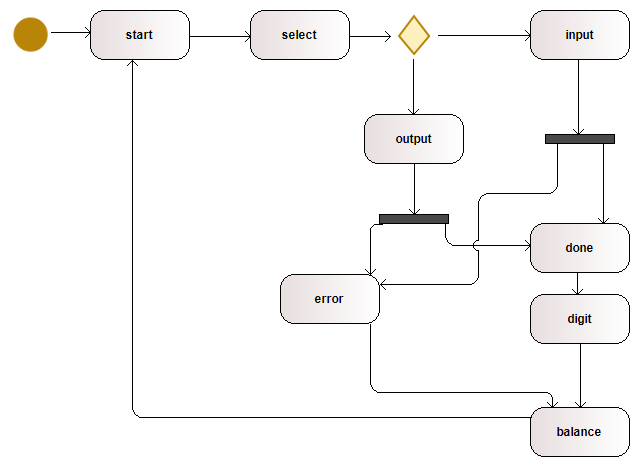 start
select
input
output
done
error
digit
balance